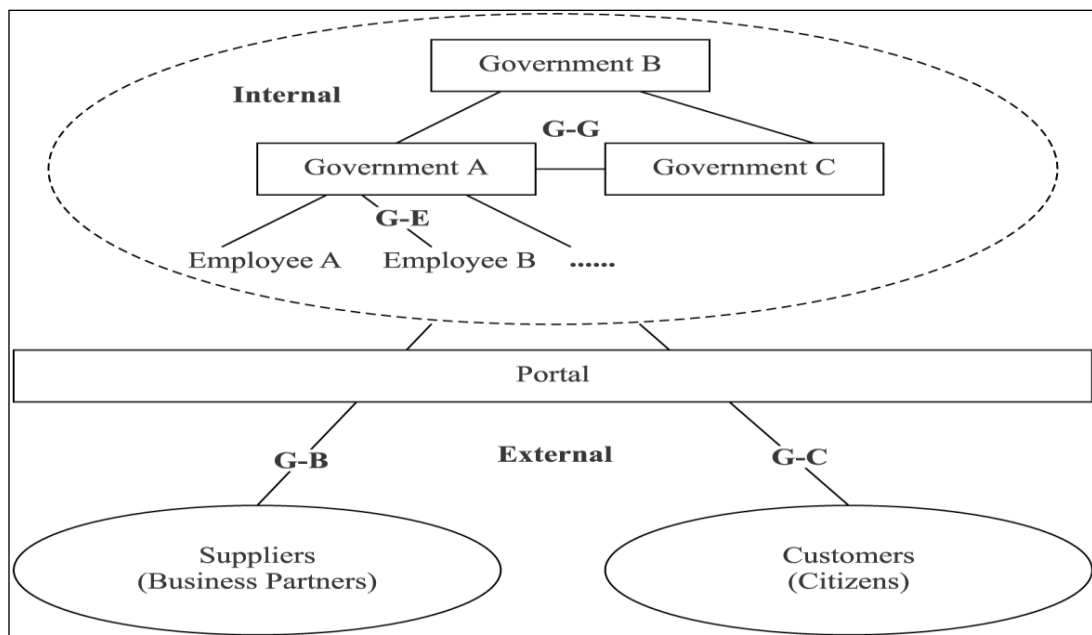 Government B
Internal
G-G
Government A
Government C
G-E
Employee A
Employee B
......
Portal
G-B
External
G-C
Suppliers
(Business Partners)
Customers
(Citizens)